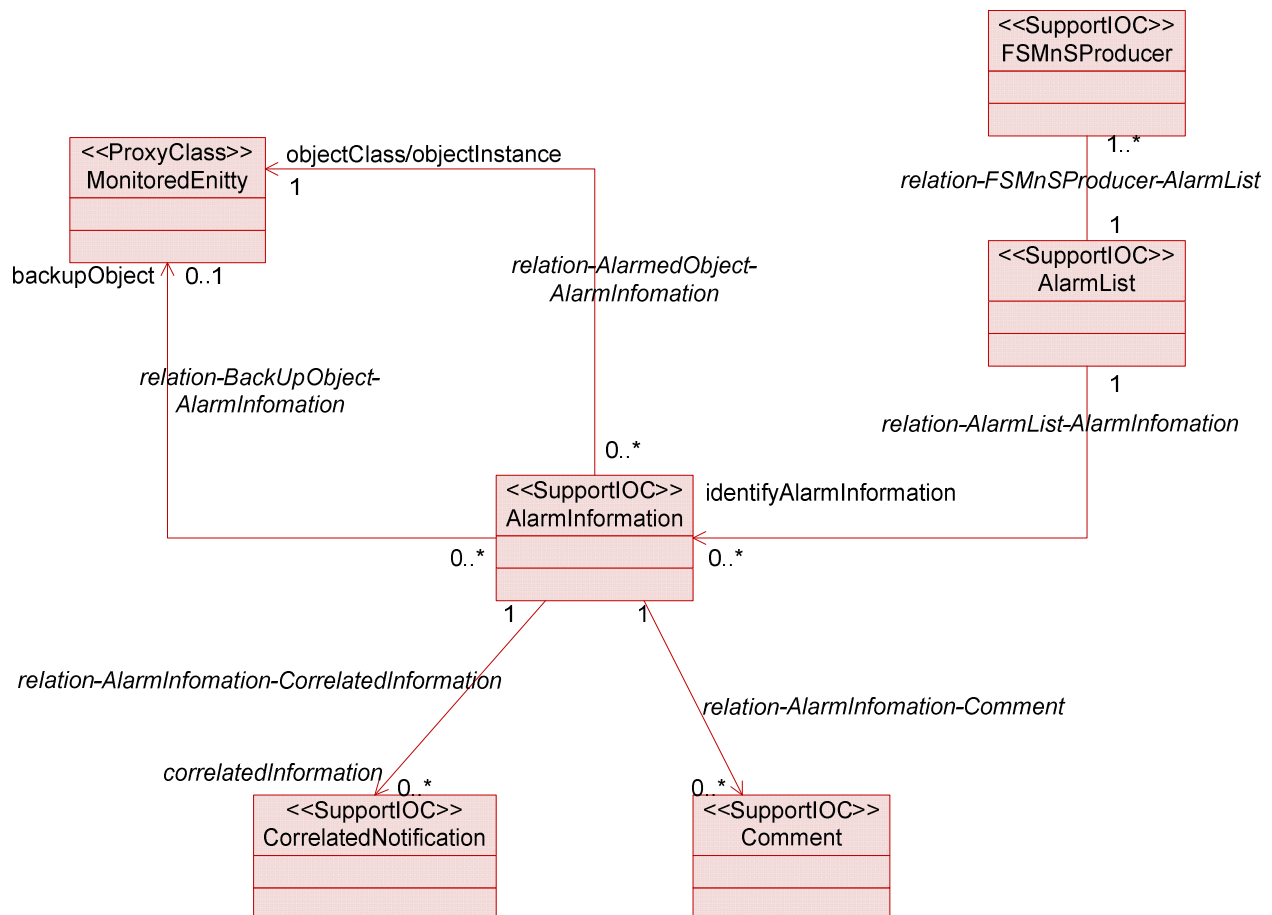 <<SupportIOC>>
FSMnSProducer
1..*
relation-FSMnSProducer-AlarmList
1
<<SupportIOC>>
AlarmList
1
relation-AlarmList-AlarmInfomation
<<ProxyClass>>
MonitoredEnitty
objectClass/objectInstance
1
backupObject
0..1
relation-AlarmedObject-
AlarmInfomation
relation-BackUpObject-
AlarmInfomation
0..*
<<SupportIOC>>
AlarmInformation
identifyAlarmInformation
0..*
0..*
1
1
relation-AlarmInfomation-CorrelatedInformation
relation-AlarmInfomation-Comment
correlatedInformation
0..*
0..*
<<SupportIOC>>
CorrelatedNotification
<<SupportIOC>>
Comment